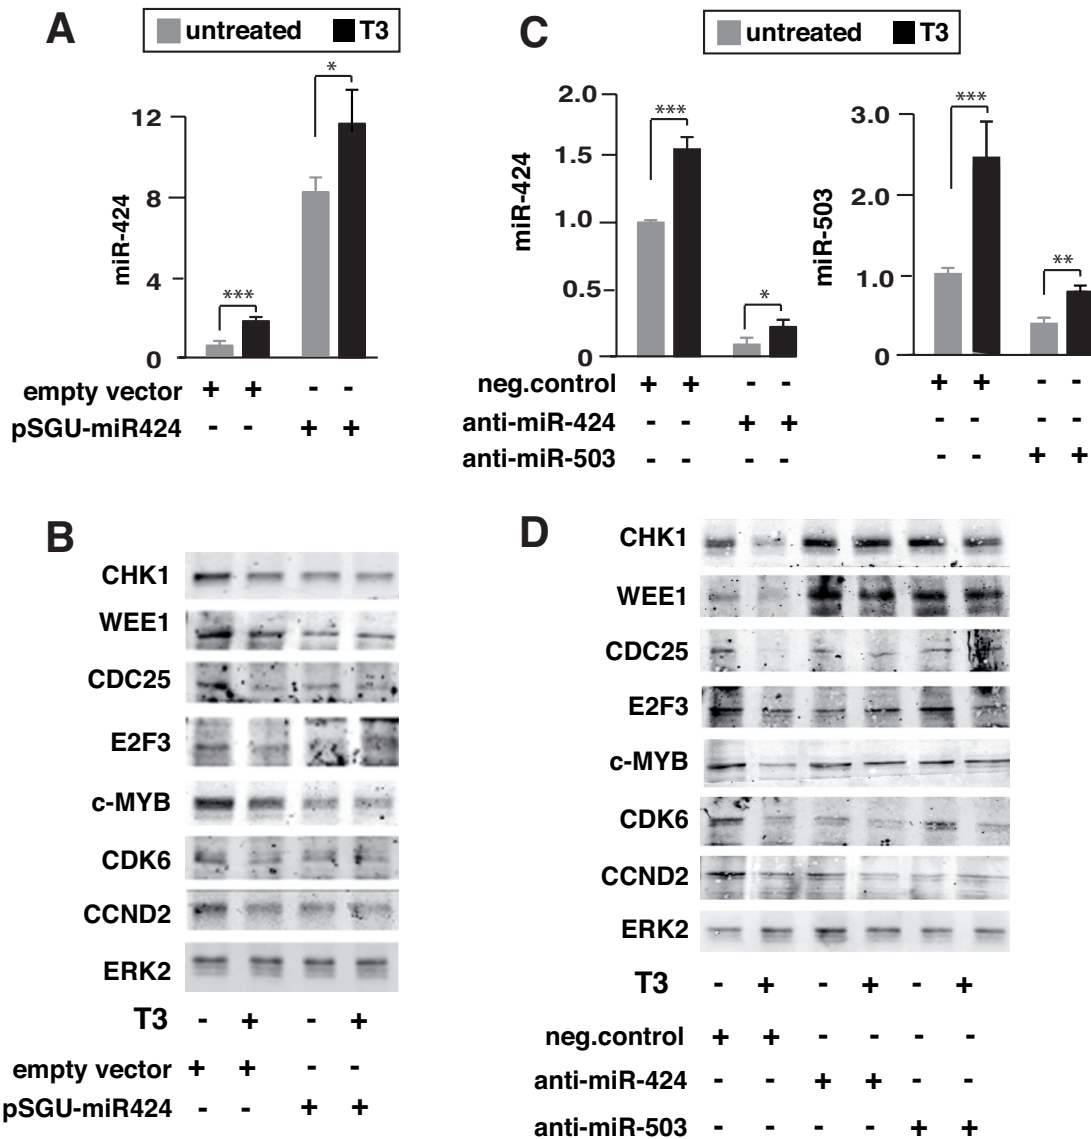 A
untreated T3
miR-424
12
8
4
0
*** *
empty vector + + - -
pSGU-miR424 - - + +
C
untreated T3
miR-424
2.0
1.5
1.0
0.5
0
*** *
miR-503
3.0
2.0
1.0
0
*** **
neg.control + + - - + + - -
anti-miR-424 - - + + - - - -
anti-miR-503 - - - - - - + +
B
CHK1
WEE1
CDC25
E2F3
c-MYB
CDK6
CCND2
ERK2
T3 - + - +
empty vector + + - -
pSGU-miR424 - - + +
D
CHK1
WEE1
CDC25
E2F3
c-MYB
CDK6
CCND2
ERK2
T3 - + - + - +
neg.control + + - - - -
anti-miR-424 - - + + - -
anti-miR-503 - - - - + +